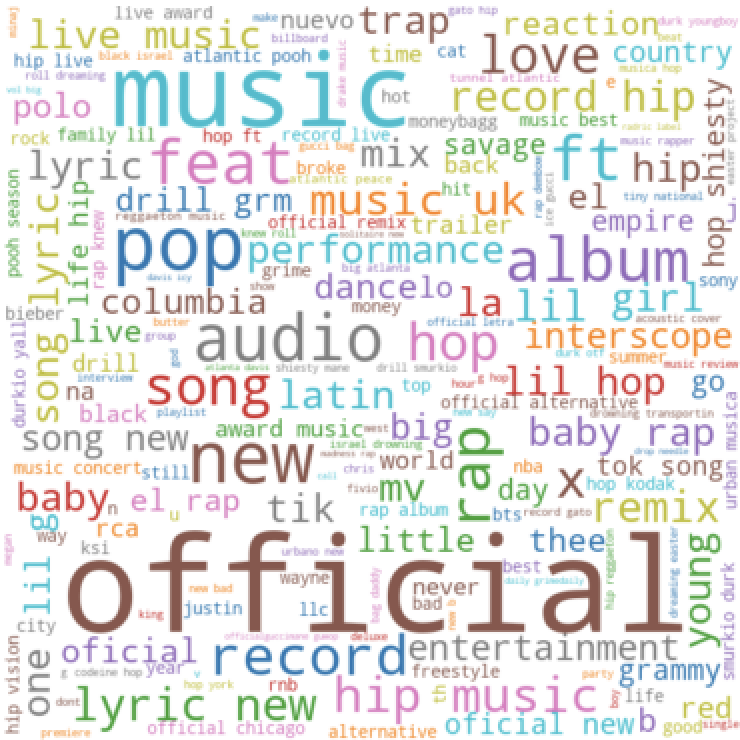 live award
nuevo
trap
make
gato hip
durk youngboy
minaj
live music
billboard
reaction
beat
black israel
atlantic pooh
time
cat
love
country
hip live
roll dreaming
music
drake music
tunnel atlantic
musica hop
vol big
hot
record hip
e
polo
moneybagg
music best
radric label
easter project
rock
family lil
hop ft
record live
gucci bag
savage
music rapper
lyric
feat
mix
back
ft
hip
hop shiesty
broke
atlantic peace
hit
rap dembow
ice gucci
tiny national
pooh season
lyric
life hip
rap knew
drill grm
music uk
el
empire
j
reggaeton music
official remix
trailer
pop
knew roll
solitaire new
performance
album
davis icy
grime
big atlanta
sony
show
dancelo
columbia
money
la
lil girl
acoustic cover
bieber
butter
official letra
durkio yall
song
live
group
audio
hop
interscope
durk otf
summer
music review
drill
god
atlanta davis
shiesty mane
drill smurkio
interview
song
latin
top
hour
g hop
lil hop
go
na
playlist
official alternative
drowning transportin
black
new say
urban musica
award music
west
big
rap
baby rap
song new
new
israel drowning
drop needle
madness rap
world
nba
tok song
music concert
still
chris
call
mv
x
day
hop kodak
baby
n
el rap
tik
fivio
rap album
bts
record gato
remix
u
g
rca
way
ksi
urbano new
little
thee
hip reggaeton
dreaming easter
young
megan
lil
official
best
daily grimedaily
wayne
never
new bad
justin
llc
bag daddy
bad
new b
king
city
officialguccimane guwop
deluxe
smurkio durk
hip vision
one
oficial
record
entertainment
year
v
freestyle
grammy
g codeine hop
rnb
party
hop york
boy
th
life
dont
lyric new
hip music
red
official chicago
oficial new
b
good
single
premiere
alternative